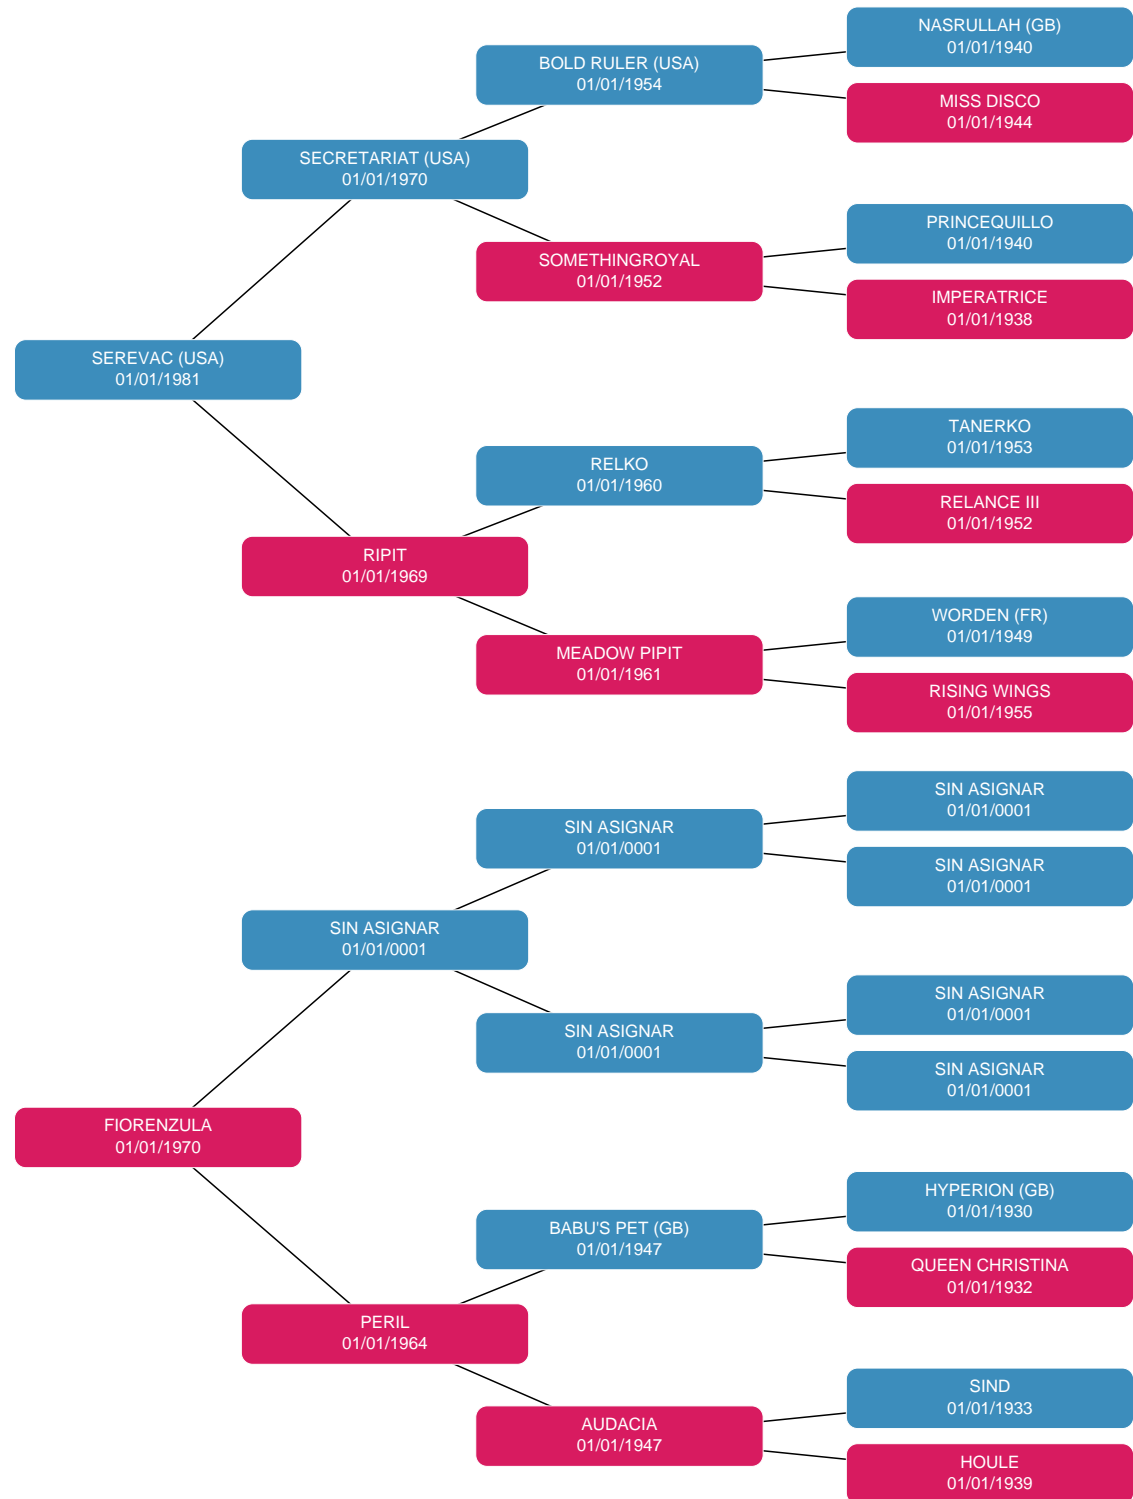 NASRULLAH (GB)
01/01/1940
BOLD RULER (USA)
01/01/1954
MISS DISCO
01/01/1944
SECRETARIAT (USA)
01/01/1970
PRINCEQUILLO
01/01/1940
SOMETHINGROYAL
01/01/1952
IMPERATRICE
01/01/1938
SEREVAC (USA)
01/01/1981
TANERKO
01/01/1953
RELKO
01/01/1960
RELANCE III
01/01/1952
RIPIT
01/01/1969
WORDEN (FR)
01/01/1949
MEADOW PIPIT
01/01/1961
RISING WINGS
01/01/1955
SIN ASIGNAR
01/01/0001
SIN ASIGNAR
01/01/0001
SIN ASIGNAR
01/01/0001
SIN ASIGNAR
01/01/0001
SIN ASIGNAR
01/01/0001
SIN ASIGNAR
01/01/0001
SIN ASIGNAR
01/01/0001
FIORENZULA
01/01/1970
HYPERION (GB)
01/01/1930
BABU'S PET (GB)
01/01/1947
QUEEN CHRISTINA
01/01/1932
PERIL
01/01/1964
SIND
01/01/1933
AUDACIA
01/01/1947
HOULE
01/01/1939